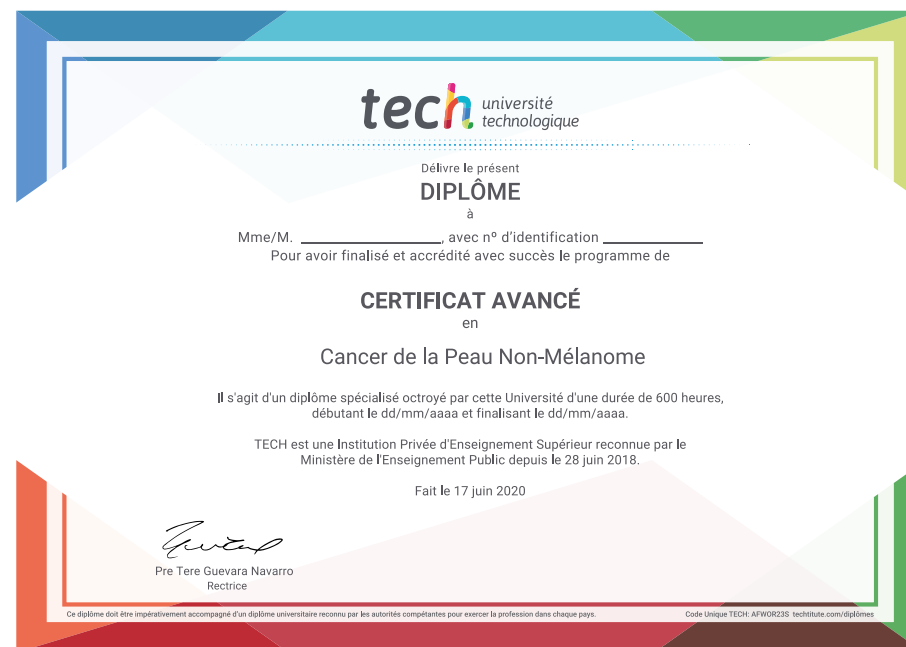 tech université
technologique
Délivre le présent
DIPLÔME
à
Mme/M. ____________________, avec nº d'identification ______________
Pour avoir finalisé et accrédité avec succès le programme de
CERTIFICAT AVANCÉ
en
Cancer de la Peau Non-Mélanome
Il s'agit d'un diplôme spécialisé octroyé par cette Université d'une durée de 600 heures,
débutant le dd/mm/aaaa et finalisant le dd/mm/aaaa.
TECH est une Institution Privée d'Enseignement Supérieur reconnue par le
Ministère de l'Enseignement Public depuis le 28 juin 2018.
Fait le 17 juin 2020
Pre Tere Guevara Navarro
Rectrice
Ce diplôme doit être impérativement accompagné d'un diplôme universitaire reconnu par les autorités compétantes pour exercer la profession dans chaque pays.
Code Unique TECH: AFWOR23S techtitute.com/diplômes